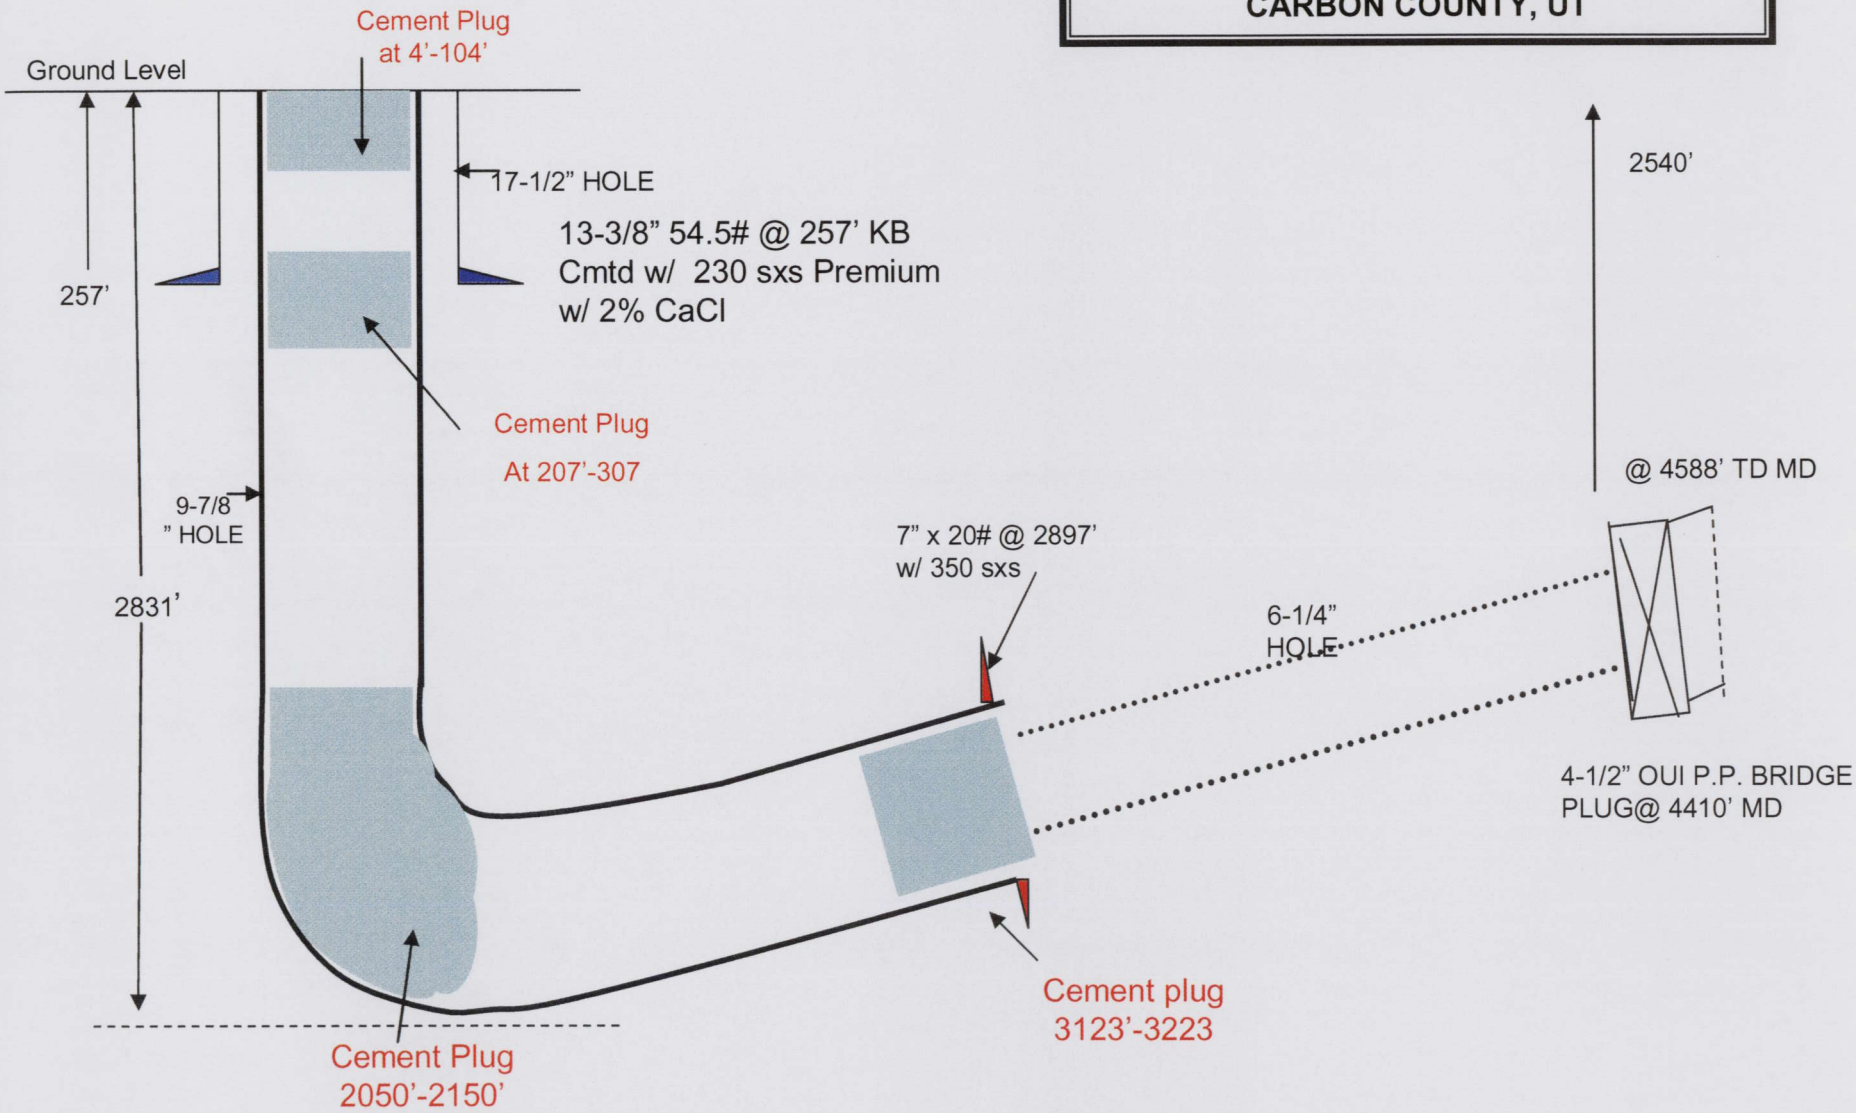 CARBON COUNTY, UT
Cement Plug
at 4’-104’
Ground Level
2540’
17-1/2” HOLE
13-3/8” 54.5# @ 257’ KB
Cmtd w/ 230 sxs Premium
w/ 2% CaCl
257’
Cement Plug
At 207’-307
@ 4588’ TD MD
9-7/8
” HOLE
7” x 20# @ 2897’
w/ 350 sxs
2831’
6-1/4”
HOLE
4-1/2” OUI P.P. BRIDGE
PLUG@ 4410’ MD
Cement plug
3123’-3223
Cement Plug
2050’-2150’